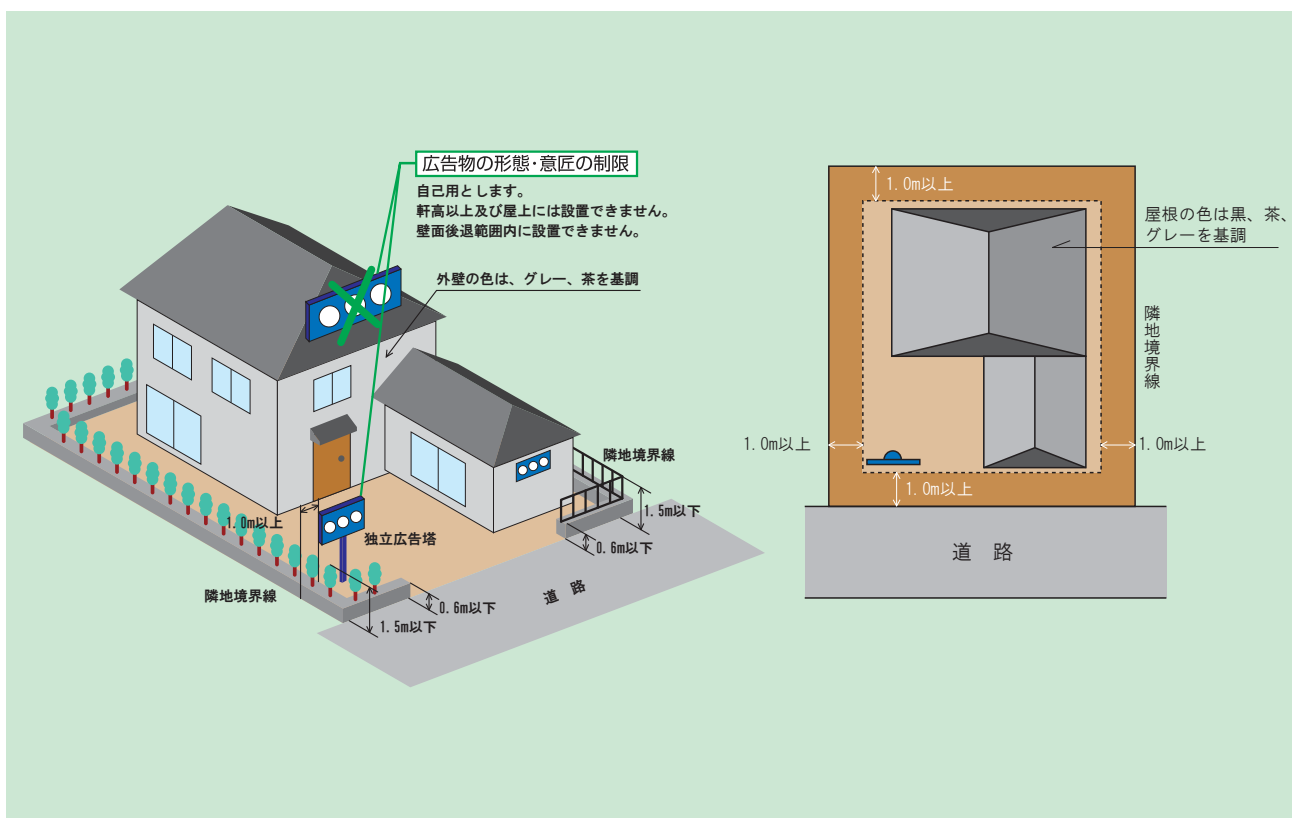 広告物の形態・意匠の制限
自己用とします。
軒高以上及び屋上には設置できません。
壁面後退範囲内に設置できません。
外壁の色は、グレー、茶を基調
隣地境界線
1.5m以下
0.6m以下
1.0m以上
独立広告塔
隣地境界線
道 路
0.6m以下
1.5m以下
1.0m以上
屋根の色は黒、茶、
グレーを基調
隣地境界線
1.0m以上
1.0m以上
1.0m以上
道 路